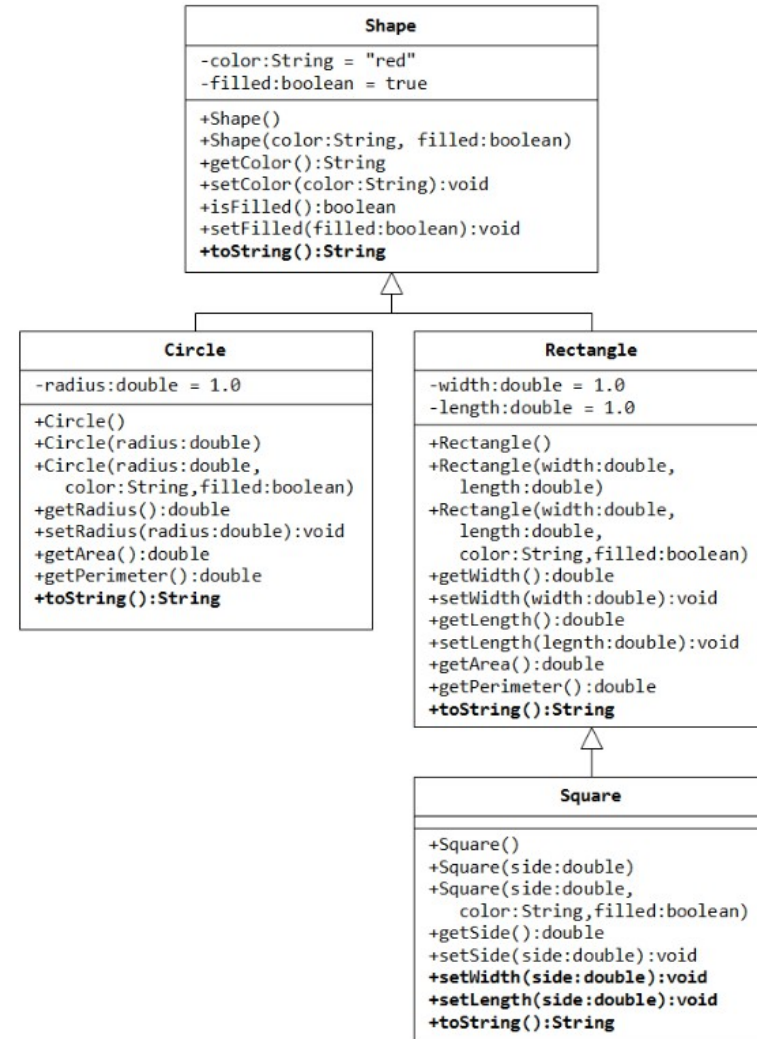 Shape
-color:String = "red"
-filled:boolean = true
+Shape()
+Shape(color:String, filled:boolean)
+getColor():String
+setColor(color:String):void
+isFilled():boolean
+setFilled(filled:boolean):void
+toString():String
Circle
-radius:double = 1.0
+Circle()
+Circle(radius:double)
+Circle(radius:double,
color:String,filled:boolean)
+getRadius():double
+setRadius(radius:double):void
+getArea():double
+getPerimeter():double
+toString():String
Rectangle
-width:double = 1.0
-length:double = 1.0
+Rectangle()
+Rectangle(width:double,
length:double)
+Rectangle(width:double,
length:double,
color:String,filled:boolean)
+getWidth():double
+setWidth(width:double):void
+getLength():double
+setLength(legnth:double):void
+getArea():double
+getPerimeter():double
+toString():String
Square
+Square()
+Square(side:double)
+Square(side:double,
color:String,filled:boolean)
+getSide():double
+setSide(side:double):void
+setWidth(side:double):void
+setLength(side:double):void
+toString():String